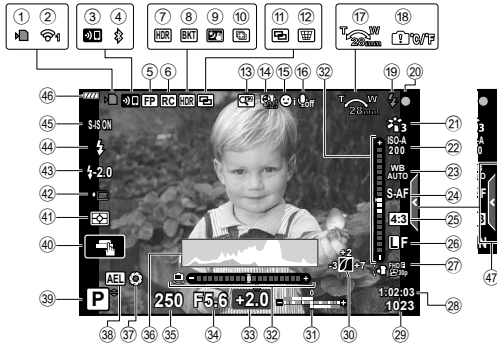 ① ② ③ ④ ⑦ ⑧ ⑨ ⑩ ⑪ ⑫ ⑰ ⑱
HDR BKT T W 28mm °C/°F
⑤ ⑥ ⑬ ⑭ ⑮ ⑯ ㉜ ⑲ ⑳
㊻ FP RC HDR i off T W 28mm
㊺ S-IS ON 3 ㉑
ISO-A
200 ㉒
㊹
WB
AUTO ㉓
㊸ -2.0 S-AF ㉔ F
㊷
㊶ 4:3 ㉕
㊵ L F ㉖
+2
-3 +7
FHD F
30p ㉗ ㊼
AEL
㊴ P 250 F5.6 +2.0 1:02:03 ㉘
1023
㊳ ㊲ ㊱ ㉟ ㉞ ㉝ ㉜ ㉛ ㉚ ㉙